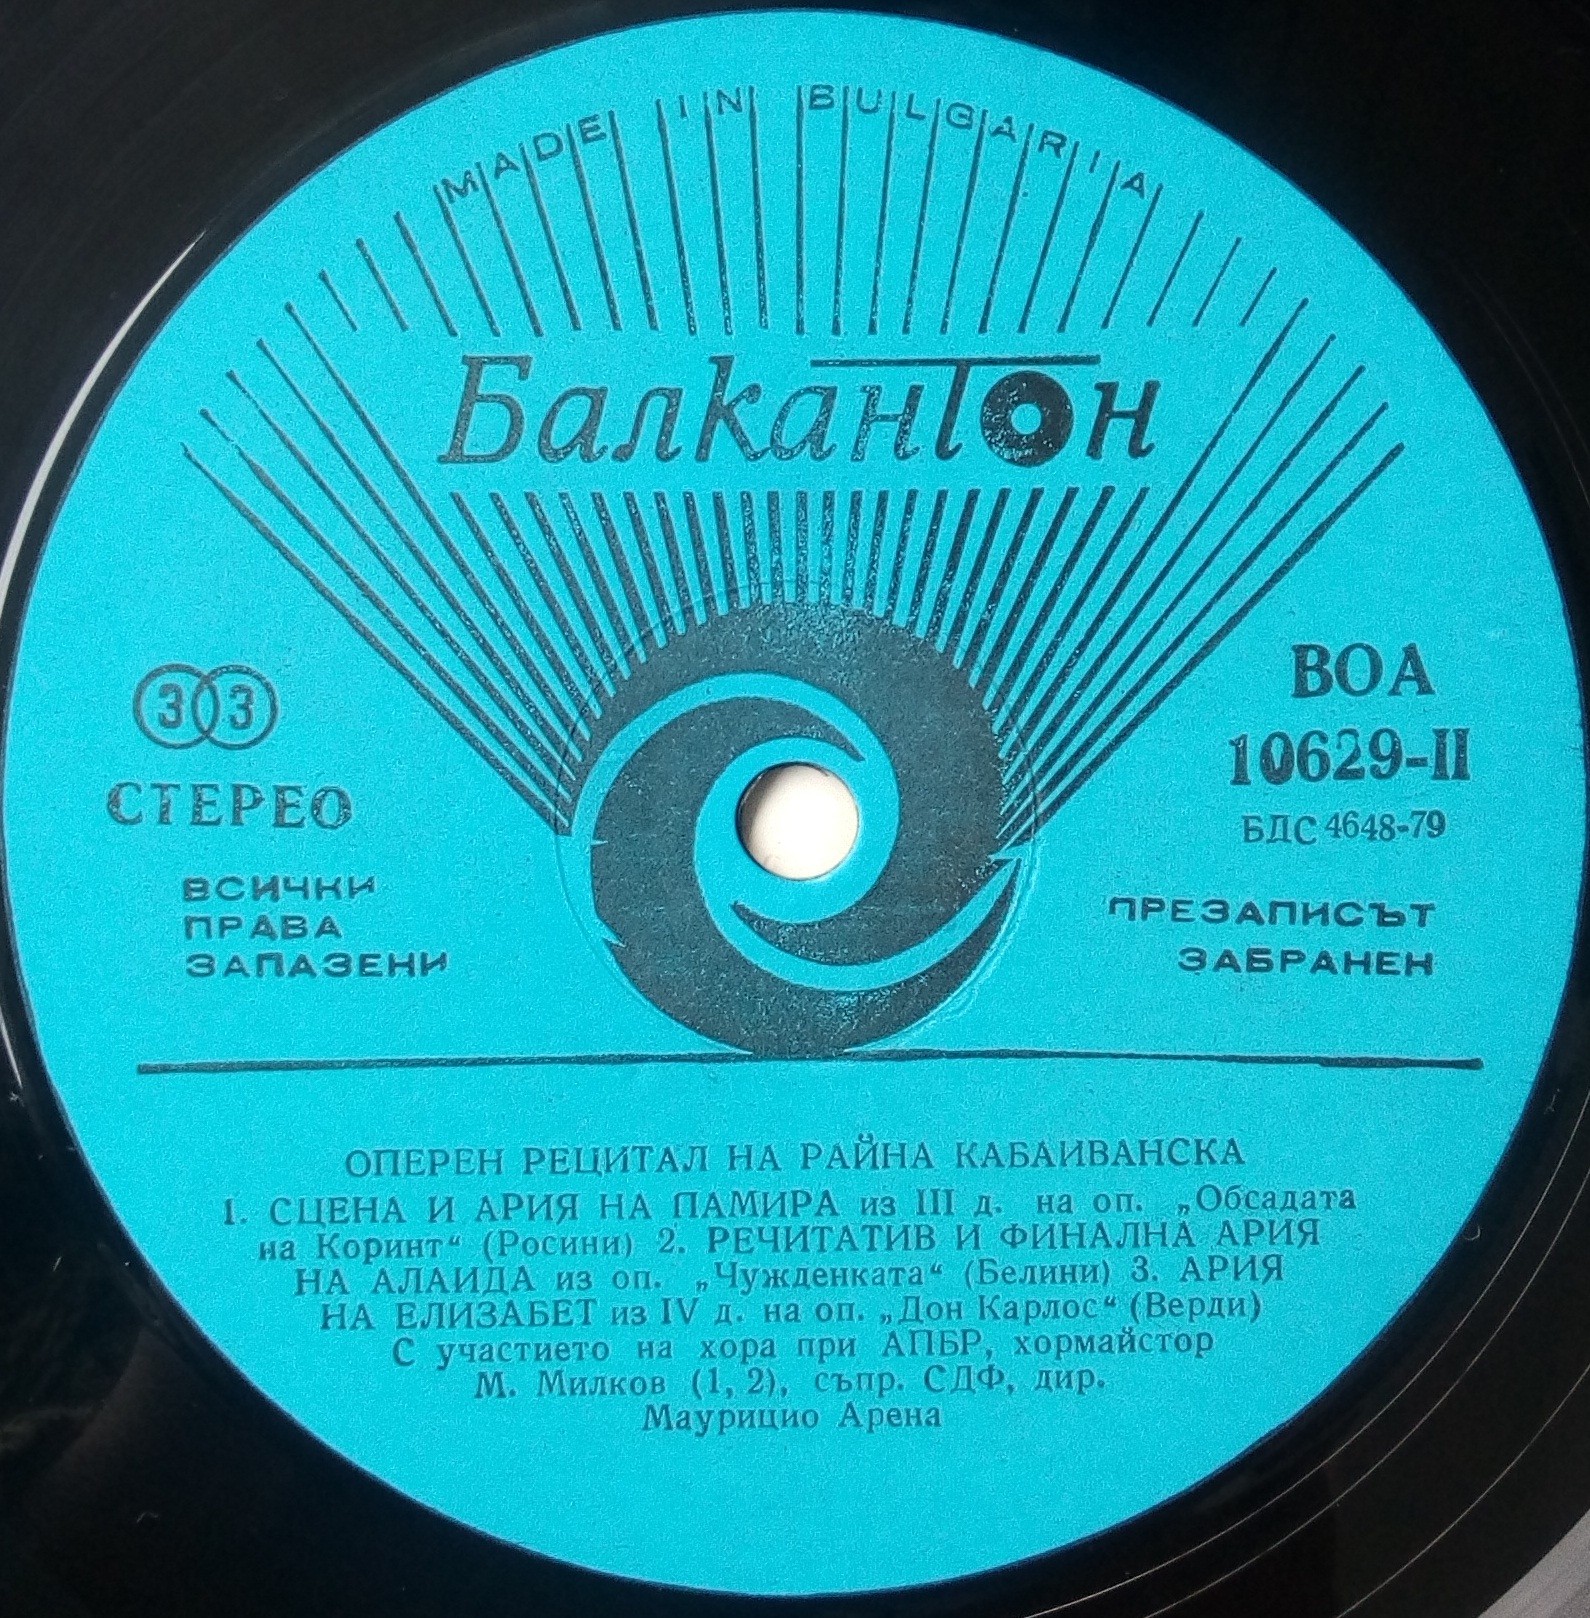 MADE IN BULGARIA
Балкантон
33
СТЕРЕО
ВСИЧКИ
ПРАВА
ЗАПАЗЕНИ
ВОА
10629-II
БДС 4648-79
ПРЕЗАПИСЪТ
ЗАБРАНЕН
ОПЕРЕН РЕЦИТАЛ НА РАЙНА КАБАИВАНСКА
1. СЦЕНА И АРИЯ НА ПАМИРА из III д. на оп. „Обсадата
на Коринт“ (Росини) 2. РЕЧИТАТИВ И ФИНАЛНА АРИЯ
НА АЛАИДА из оп. „Чужденката“ (Белини) 3. АРИЯ
НА ЕЛИЗАБЕТ из IV д. на оп. „Дон Карлос“ (Верди)
С участието на хора при АПБР, хормайстор
М. Милков (1, 2), съпр. СДФ, дир.
Маурицио Арена